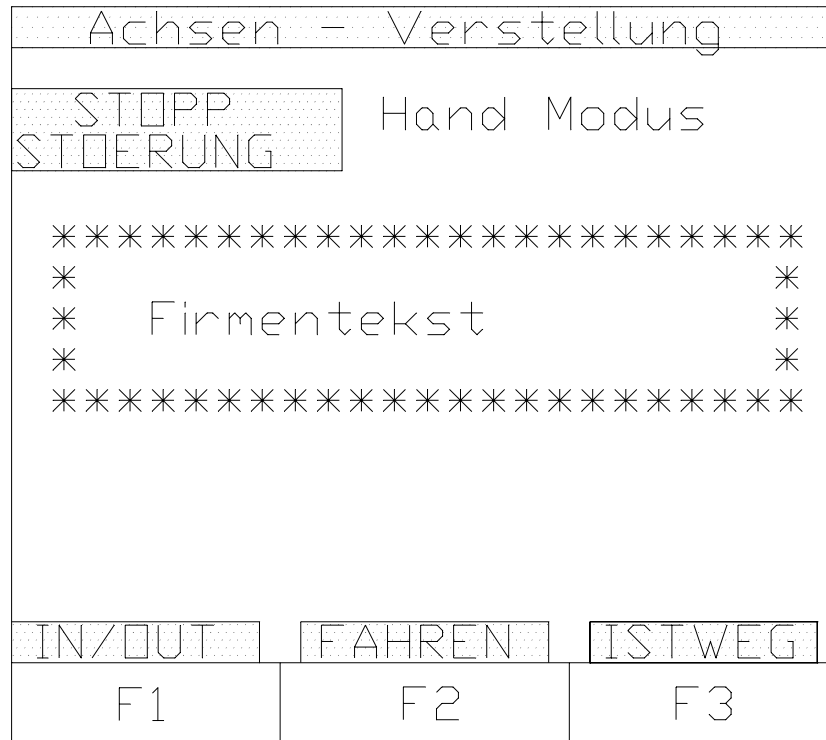 Achsen - Verstellung
STOPP
STOERUNG
Hand Modus
***********************
* *
* Firmentekst *
* *
***********************
IN/OUT FAHREN ISTWEG
F1 F2 F3